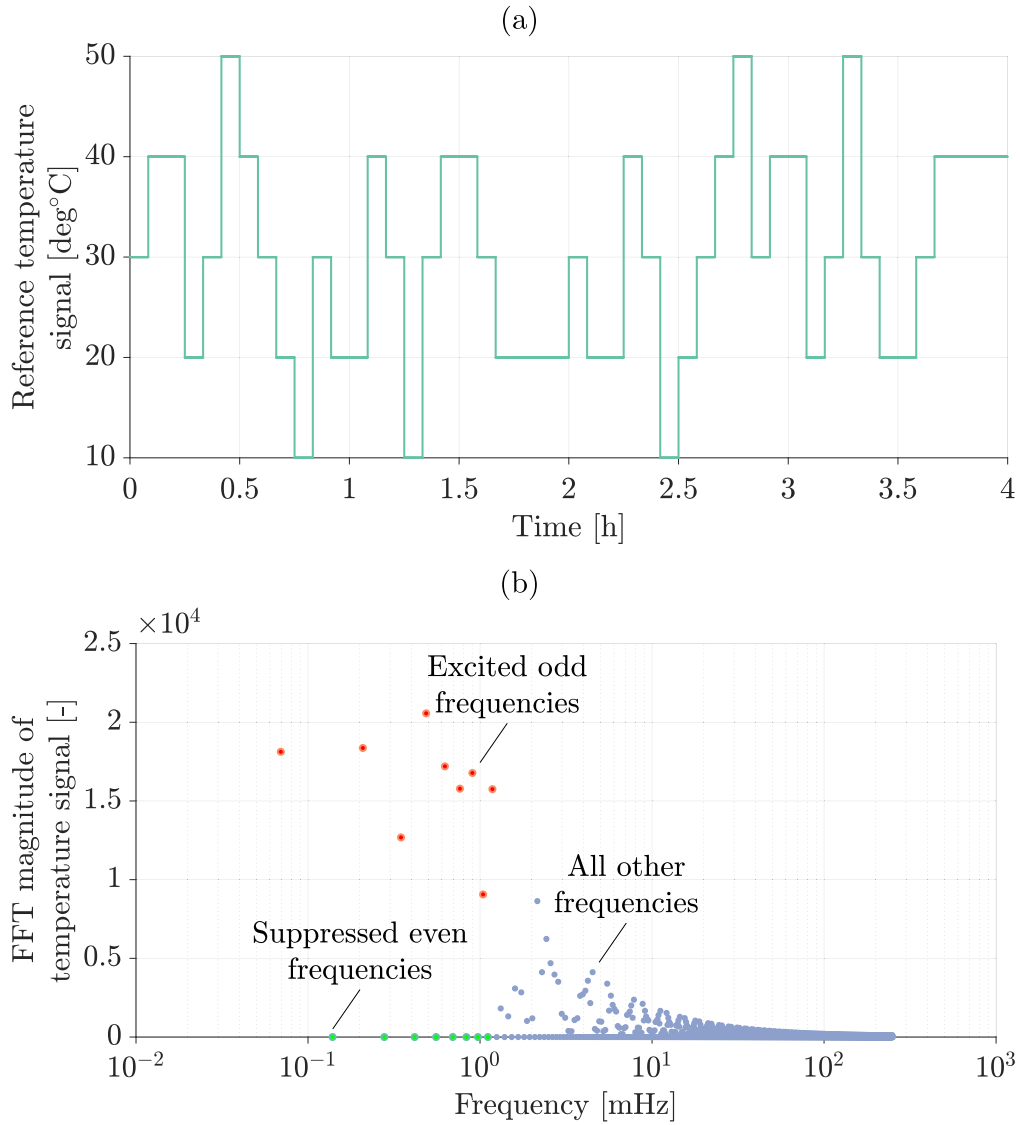 (a)
Reference temperature
signal [deg°C]
50
40
30
20
10
0
0.5
1
1.5
2
2.5
3
3.5
4
Time [h]
(b)
×10⁴
FFT magnitude of
temperature signal [-]
2.5
2
1.5
1
0.5
0
Excited odd
frequencies
All other
frequencies
Suppressed even
frequencies
10⁻²
10⁻¹
10⁰
10¹
10²
10³
Frequency [mHz]